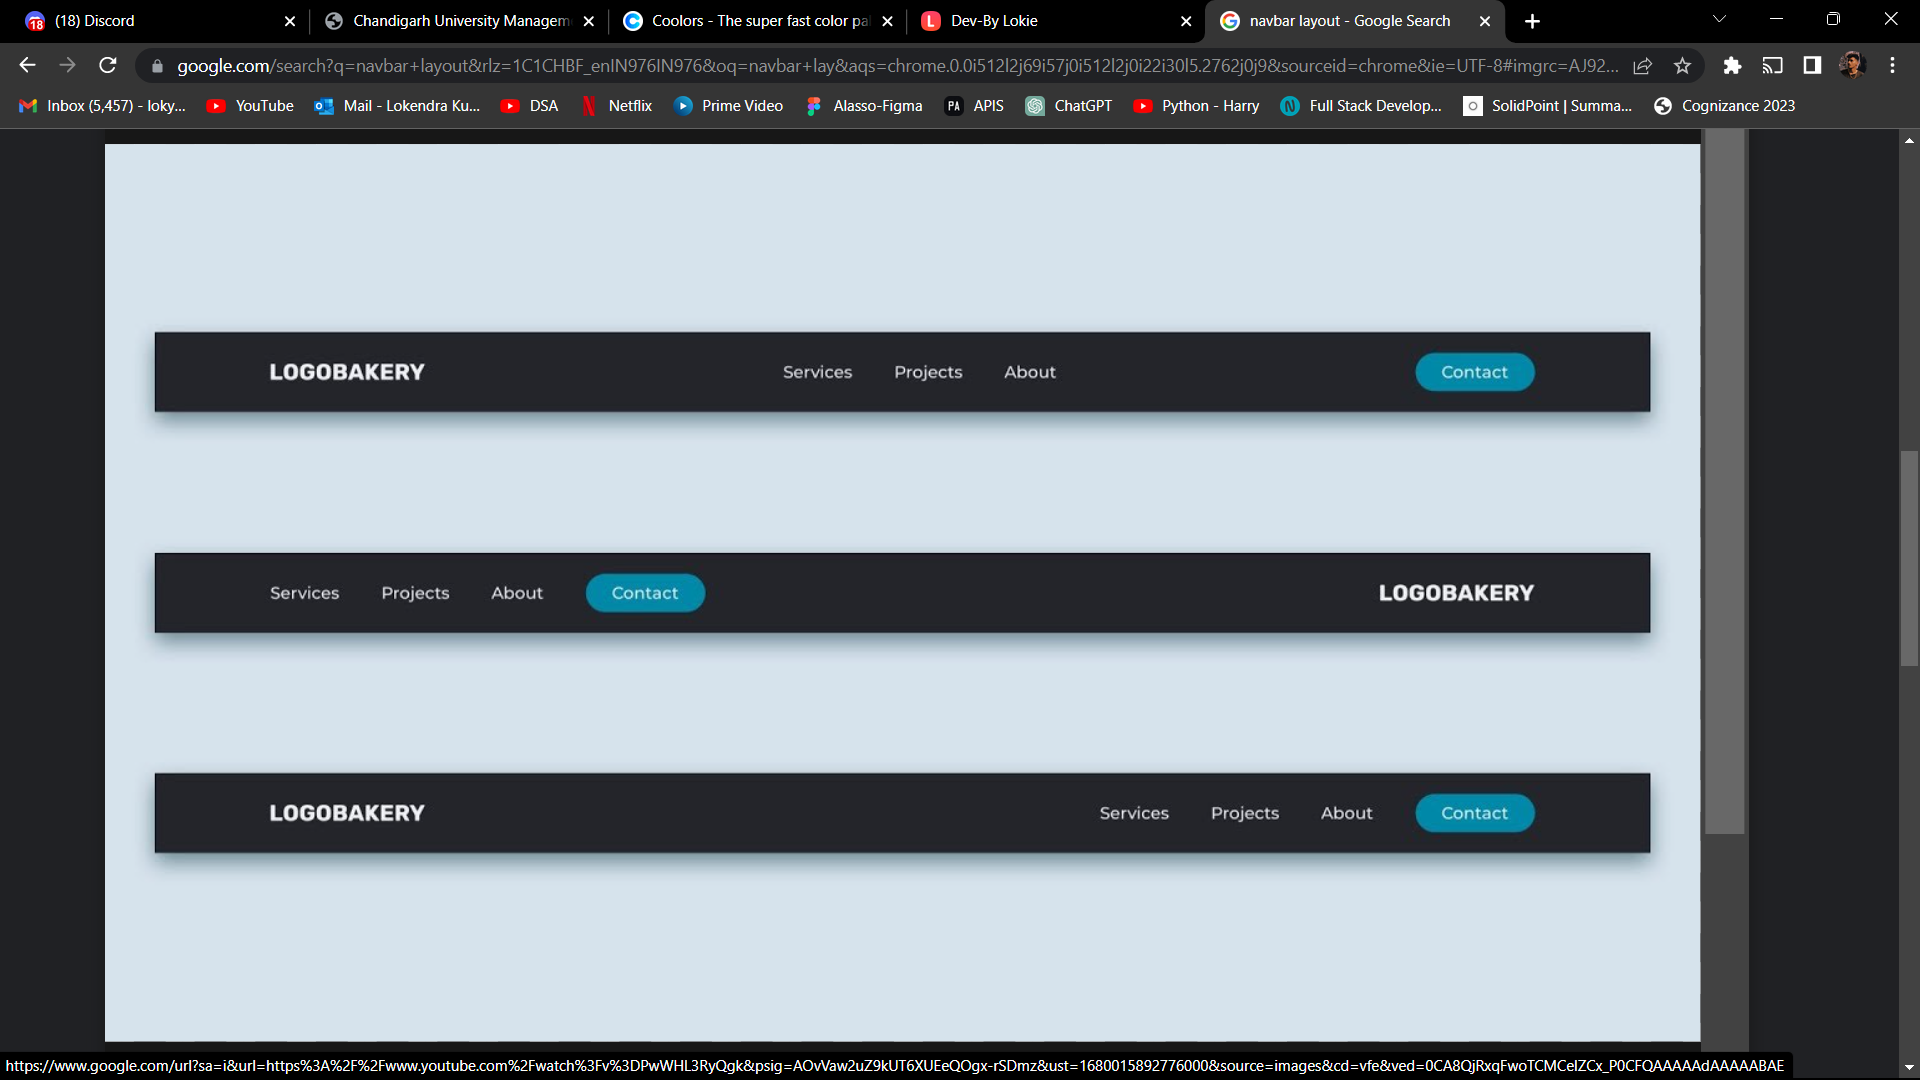 (18) Discord
Chandigarh University Managem
Coolors - The super fast color pal
Dev-By Lokie
navbar layout - Google Search
google.com/search?q=navbar+layout&rlz=1C1CHBF_enIN976IN976&oq=navbar+lay&aqs=chrome.0.0i512l2j69i57j0i512l2j0i22i30l5.2762j0j9&sourceid=chrome&ie=UTF-8#imgrc=AJ92...
Inbox (5,457) - loky...
YouTube
Mail - Lokendra Ku...
DSA
Netflix
Prime Video
Alasso-Figma
PA APIS
ChatGPT
Python - Harry
Full Stack Develop...
SolidPoint | Summa...
Cognizance 2023
LOGOBAKERY Services Projects About Contact
Services Projects About Contact LOGOBAKERY
LOGOBAKERY Services Projects About Contact
https://www.google.com/url?sa=i&url=https%3A%2F%2Fwww.youtube.com%2Fwatch%3Fv%3DPwWHL3RyQgk&psig=AOvVaw2uZ9kUT6XUEeQOgx-rSDmz&ust=1680015892776000&source=images&cd=vfe&ved=0CA8QjRxqFwoTCMCeIZCx_P0CFQAAAAAdAAAAABAE